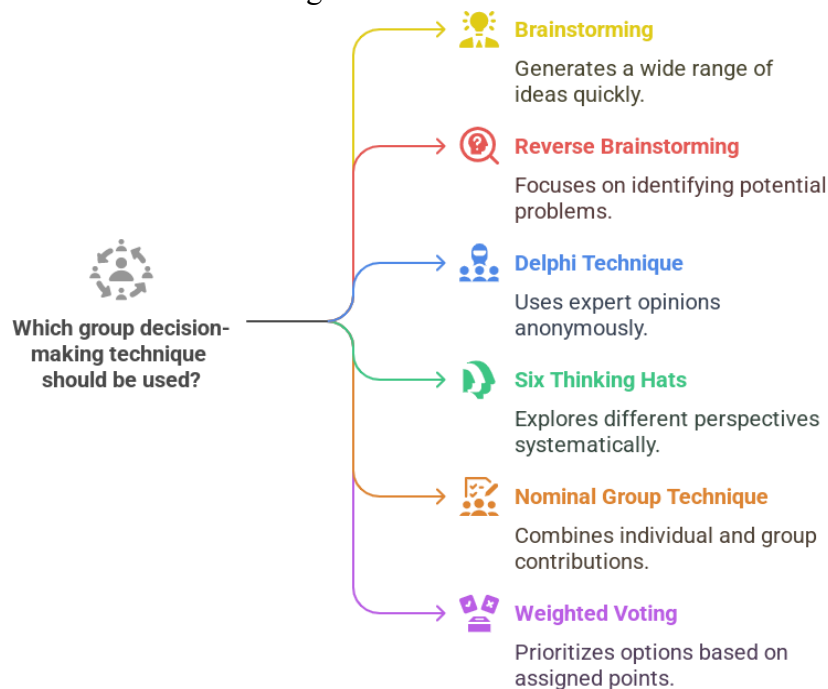 Brainstorming
Generates a wide range of
ideas quickly.
Reverse Brainstorming
Focuses on identifying potential
problems.
Delphi Technique
Uses expert opinions
anonymously.
Which group decision-
making technique
should be used?
Six Thinking Hats
Explores different perspectives
systematically.
Nominal Group Technique
Combines individual and group
contributions.
Weighted Voting
Prioritizes options based on
assigned points.